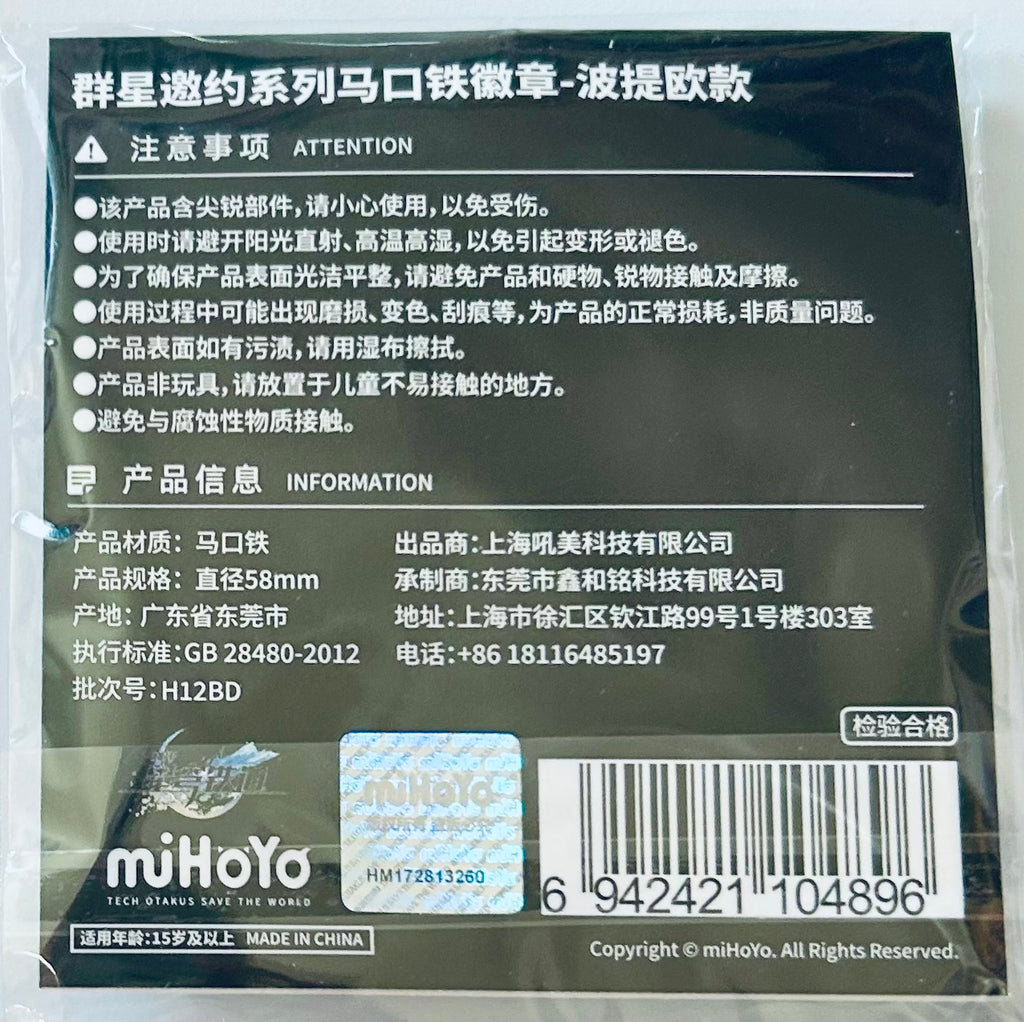 群星邀约系列马口铁徽章-波提欧款
注意事项 ATTENTION
●该产品含尖锐部件,请小心使用,以免受伤。
●使用时请避开阳光直射、高温高湿,以免引起变形或褪色。
●为了确保产品表面光洁平整,请避免产品和硬物、锐物接触及摩擦。
●使用过程中可能出现磨损、变色、刮痕等,为产品的正常损耗,非质量问题。
●产品表面如有污渍,请用湿布擦拭。
●产品非玩具,请放置于儿童不易接触的地方。
●避免与腐蚀性物质接触。
产品信息 INFORMATION
产品材质: 马口铁
产品规格: 直径58mm
产地: 广东省东莞市
执行标准:GB 28480-2012
批次号:H12BD
出品商:上海吼美科技有限公司
承制商:东莞市鑫和铭科技有限公司
地址:上海市徐汇区钦江路99号1号楼303室
电话:+86 18116485197
检验合格
miHoYo
TECH OTAKUS SAVE THE WORLD
miHoYo
HM172813260
6 942421 104896
适用年龄:15岁及以上 MADE IN CHINA
Copyright © miHoYo. All Rights Reserved.